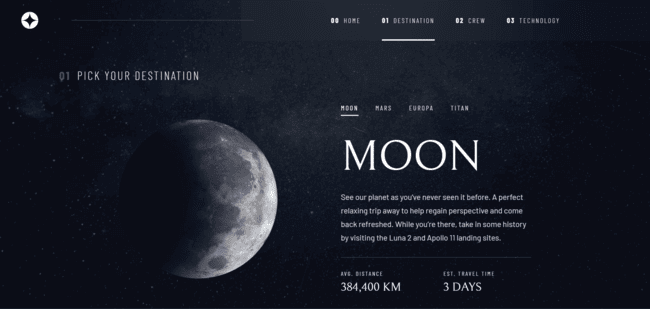 00 HOME 01 DESTINATION 02 CREW 03 TECHNOLOGY
01 PICK YOUR DESTINATION
MOON MARS EUROPA TITAN
MOON
See our planet as you've never seen it before. A perfect
relaxing trip away to help regain perspective and come
back refreshed. While you're there, take in some history
by visiting the Luna 2 and Apollo 11 landing sites.
AVG. DISTANCE EST. TRAVEL TIME
384,400 KM 3 DAYS